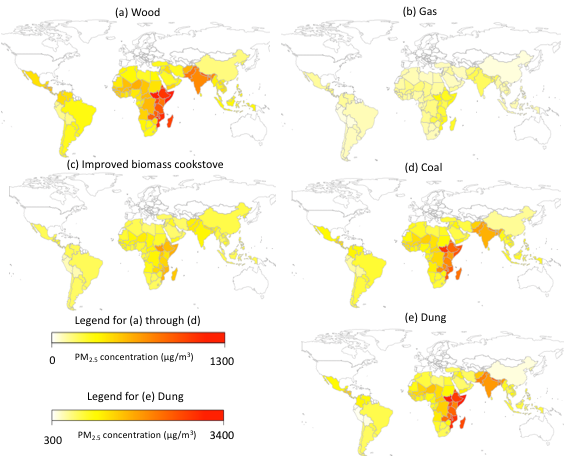 (a) Wood
(b) Gas
(c) Improved biomass cookstove
(d) Coal
(e) Dung
Legend for (a) through (d)
0 PM2.5 concentration (µg/m3) 1300
Legend for (e) Dung
300 PM2.5 concentration (µg/m3) 3400